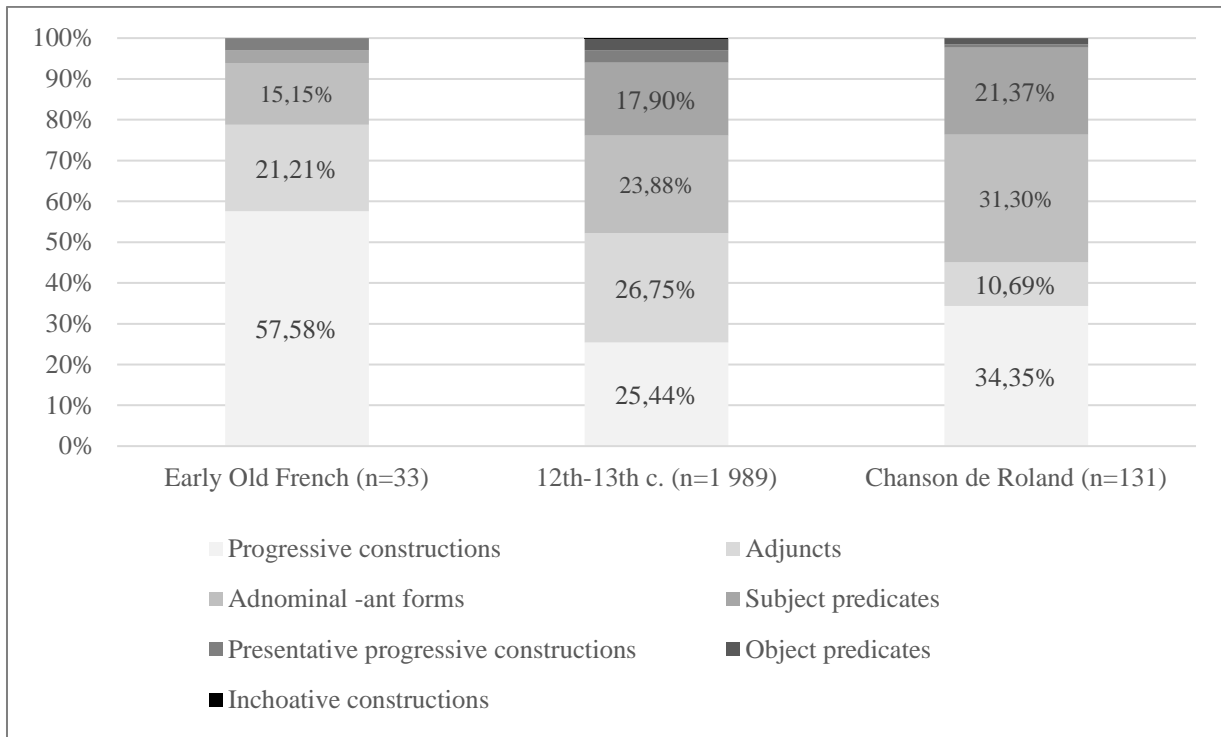 100%
90%
80%
70%
60%
50%
40%
30%
20%
10%
0%
15,15%
21,21%
57,58%
17,90%
23,88%
26,75%
25,44%
21,37%
31,30%
10,69%
34,35%
Early Old French (n=33)
12th-13th c. (n=1 989)
Chanson de Roland (n=131)
Progressive constructions
Adjuncts
Adnominal -ant forms
Subject predicates
Presentative progressive constructions
Object predicates
Inchoative constructions